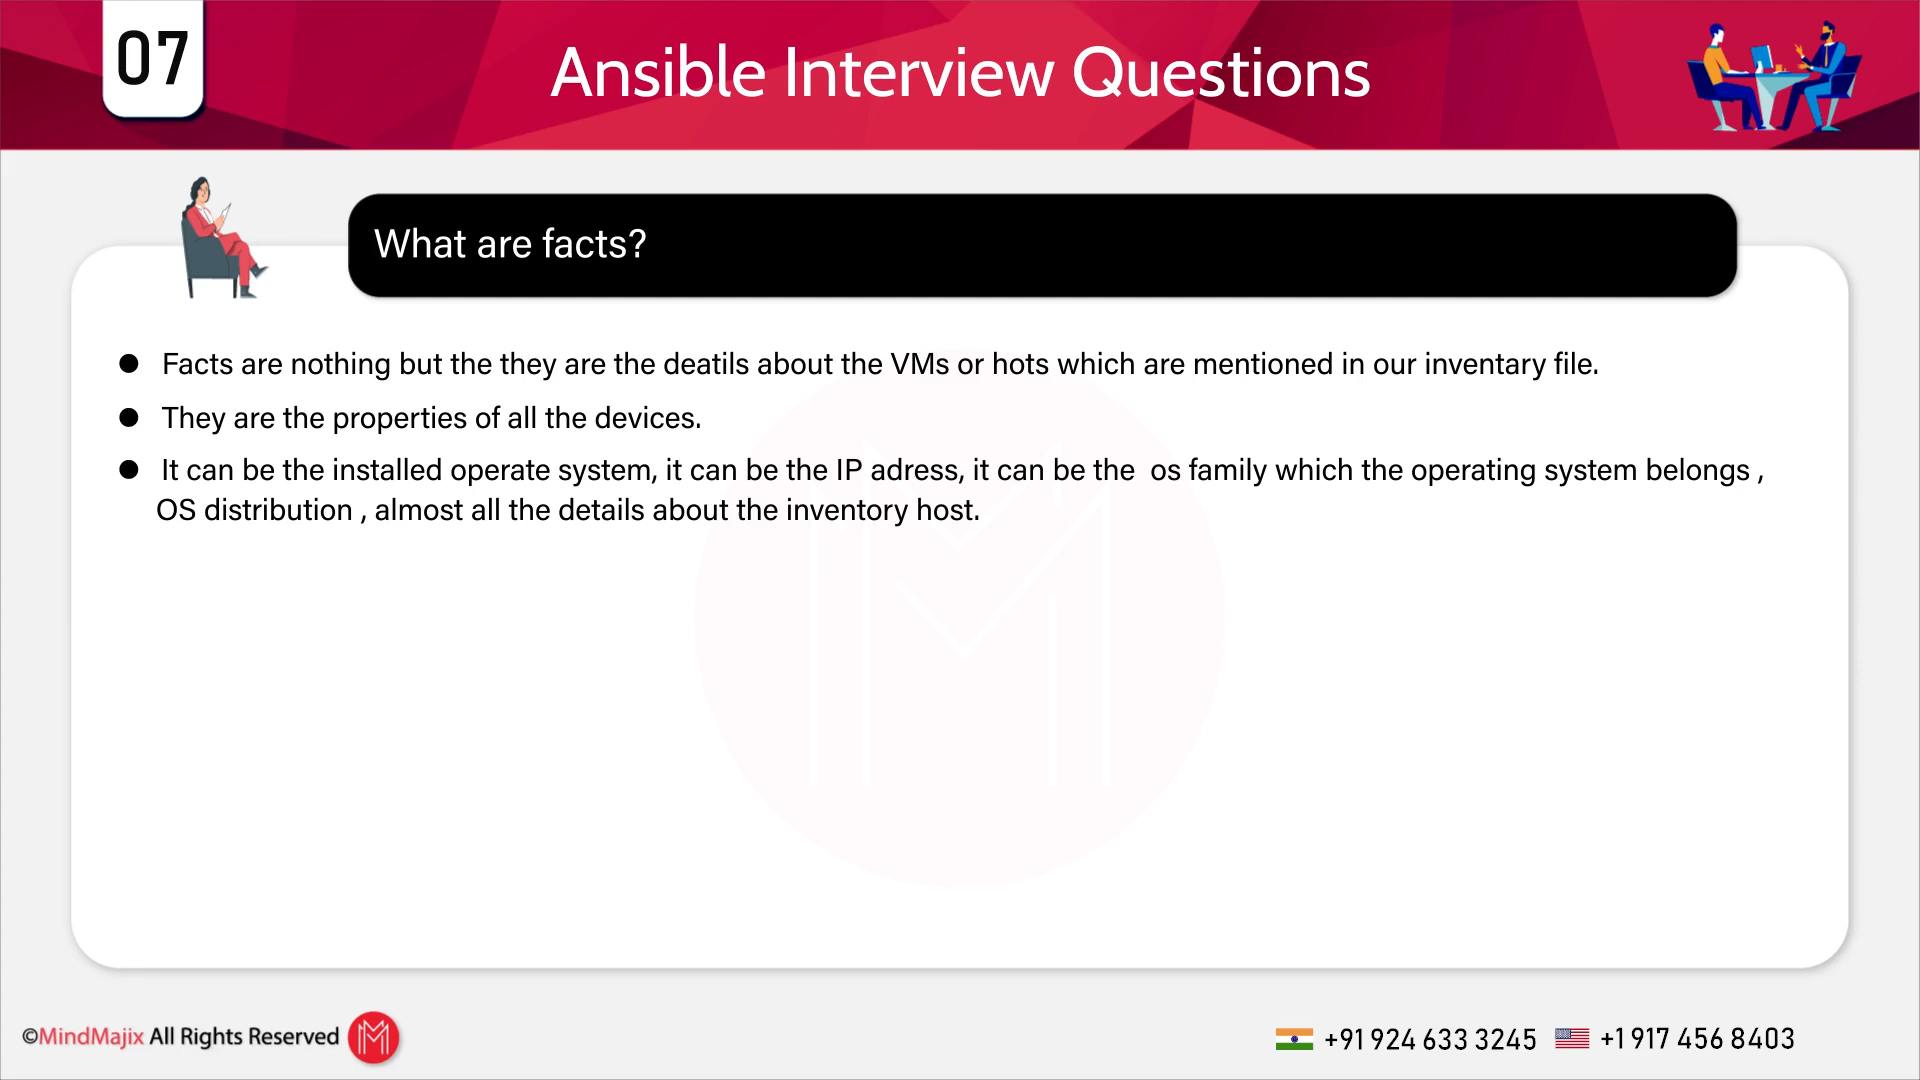 07
Ansible Interview Questions
What are facts?
● Facts are nothing but the they are the deatils about the VMs or hots which are mentioned in our inventary file.
● They are the properties of all the devices.
● It can be the installed operate system, it can be the IP adress, it can be the  os family which the operating system belongs ,
OS distribution , almost all the details about the inventory host.
©MindMajix All Rights Reserved
+91 924 633 3245 +1 917 456 8403